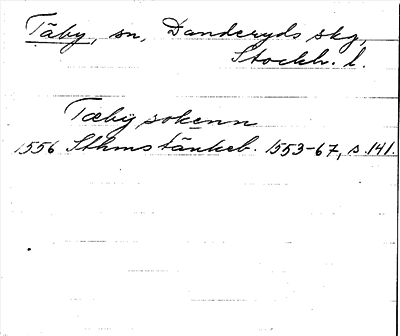 Täby, sn, Danderyds skg,
Stockh. l.
Tæby sokenn
1556 Sthms tänkeb. 1553-67, s. 141.